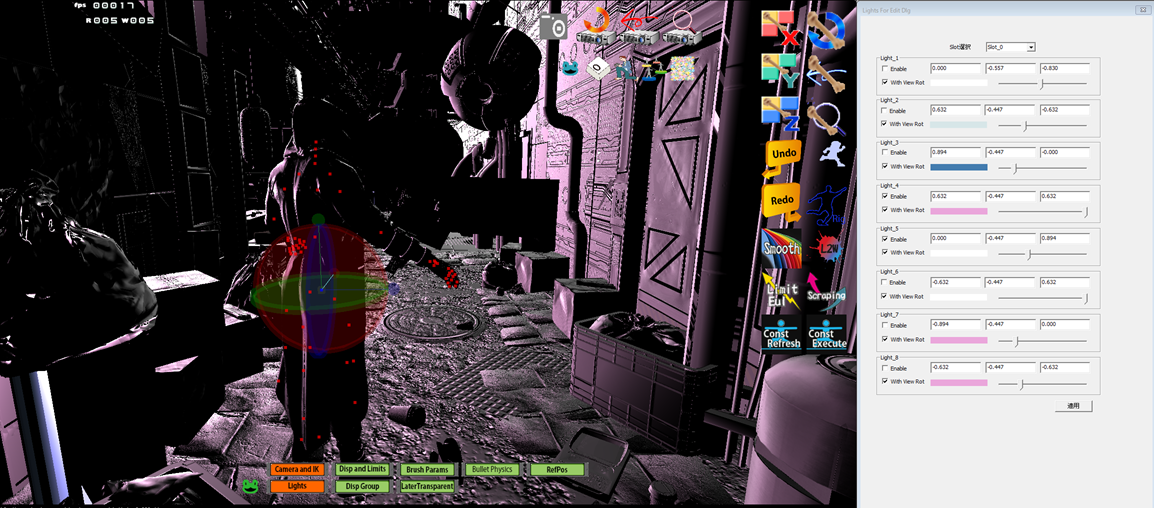 fps 00017
R005 W005
X
Y
Z
Undo
Redo
Smooth
L2W
Limit
Eul
Scraping
Const
Refresh
Const
Execute
Camera and IK
Disp and Limits
Brush Params
Bullet Physics
RefPos
Lights
Disp Group
LaterTransparent
Lights For Edit Dlg
Slot選択
Slot_0
Light_1
Enable
0.000
-0.557
-0.830
With View Rot
Light_2
Enable
0.632
-0.447
-0.632
With View Rot
Light_3
Enable
0.894
-0.447
-0.000
With View Rot
Light_4
Enable
0.632
-0.447
0.632
With View Rot
Light_5
Enable
0.000
-0.447
0.894
With View Rot
Light_6
Enable
-0.632
-0.447
0.632
With View Rot
Light_7
Enable
-0.894
-0.447
0.000
With View Rot
Light_8
Enable
-0.632
-0.447
-0.632
With View Rot
適用